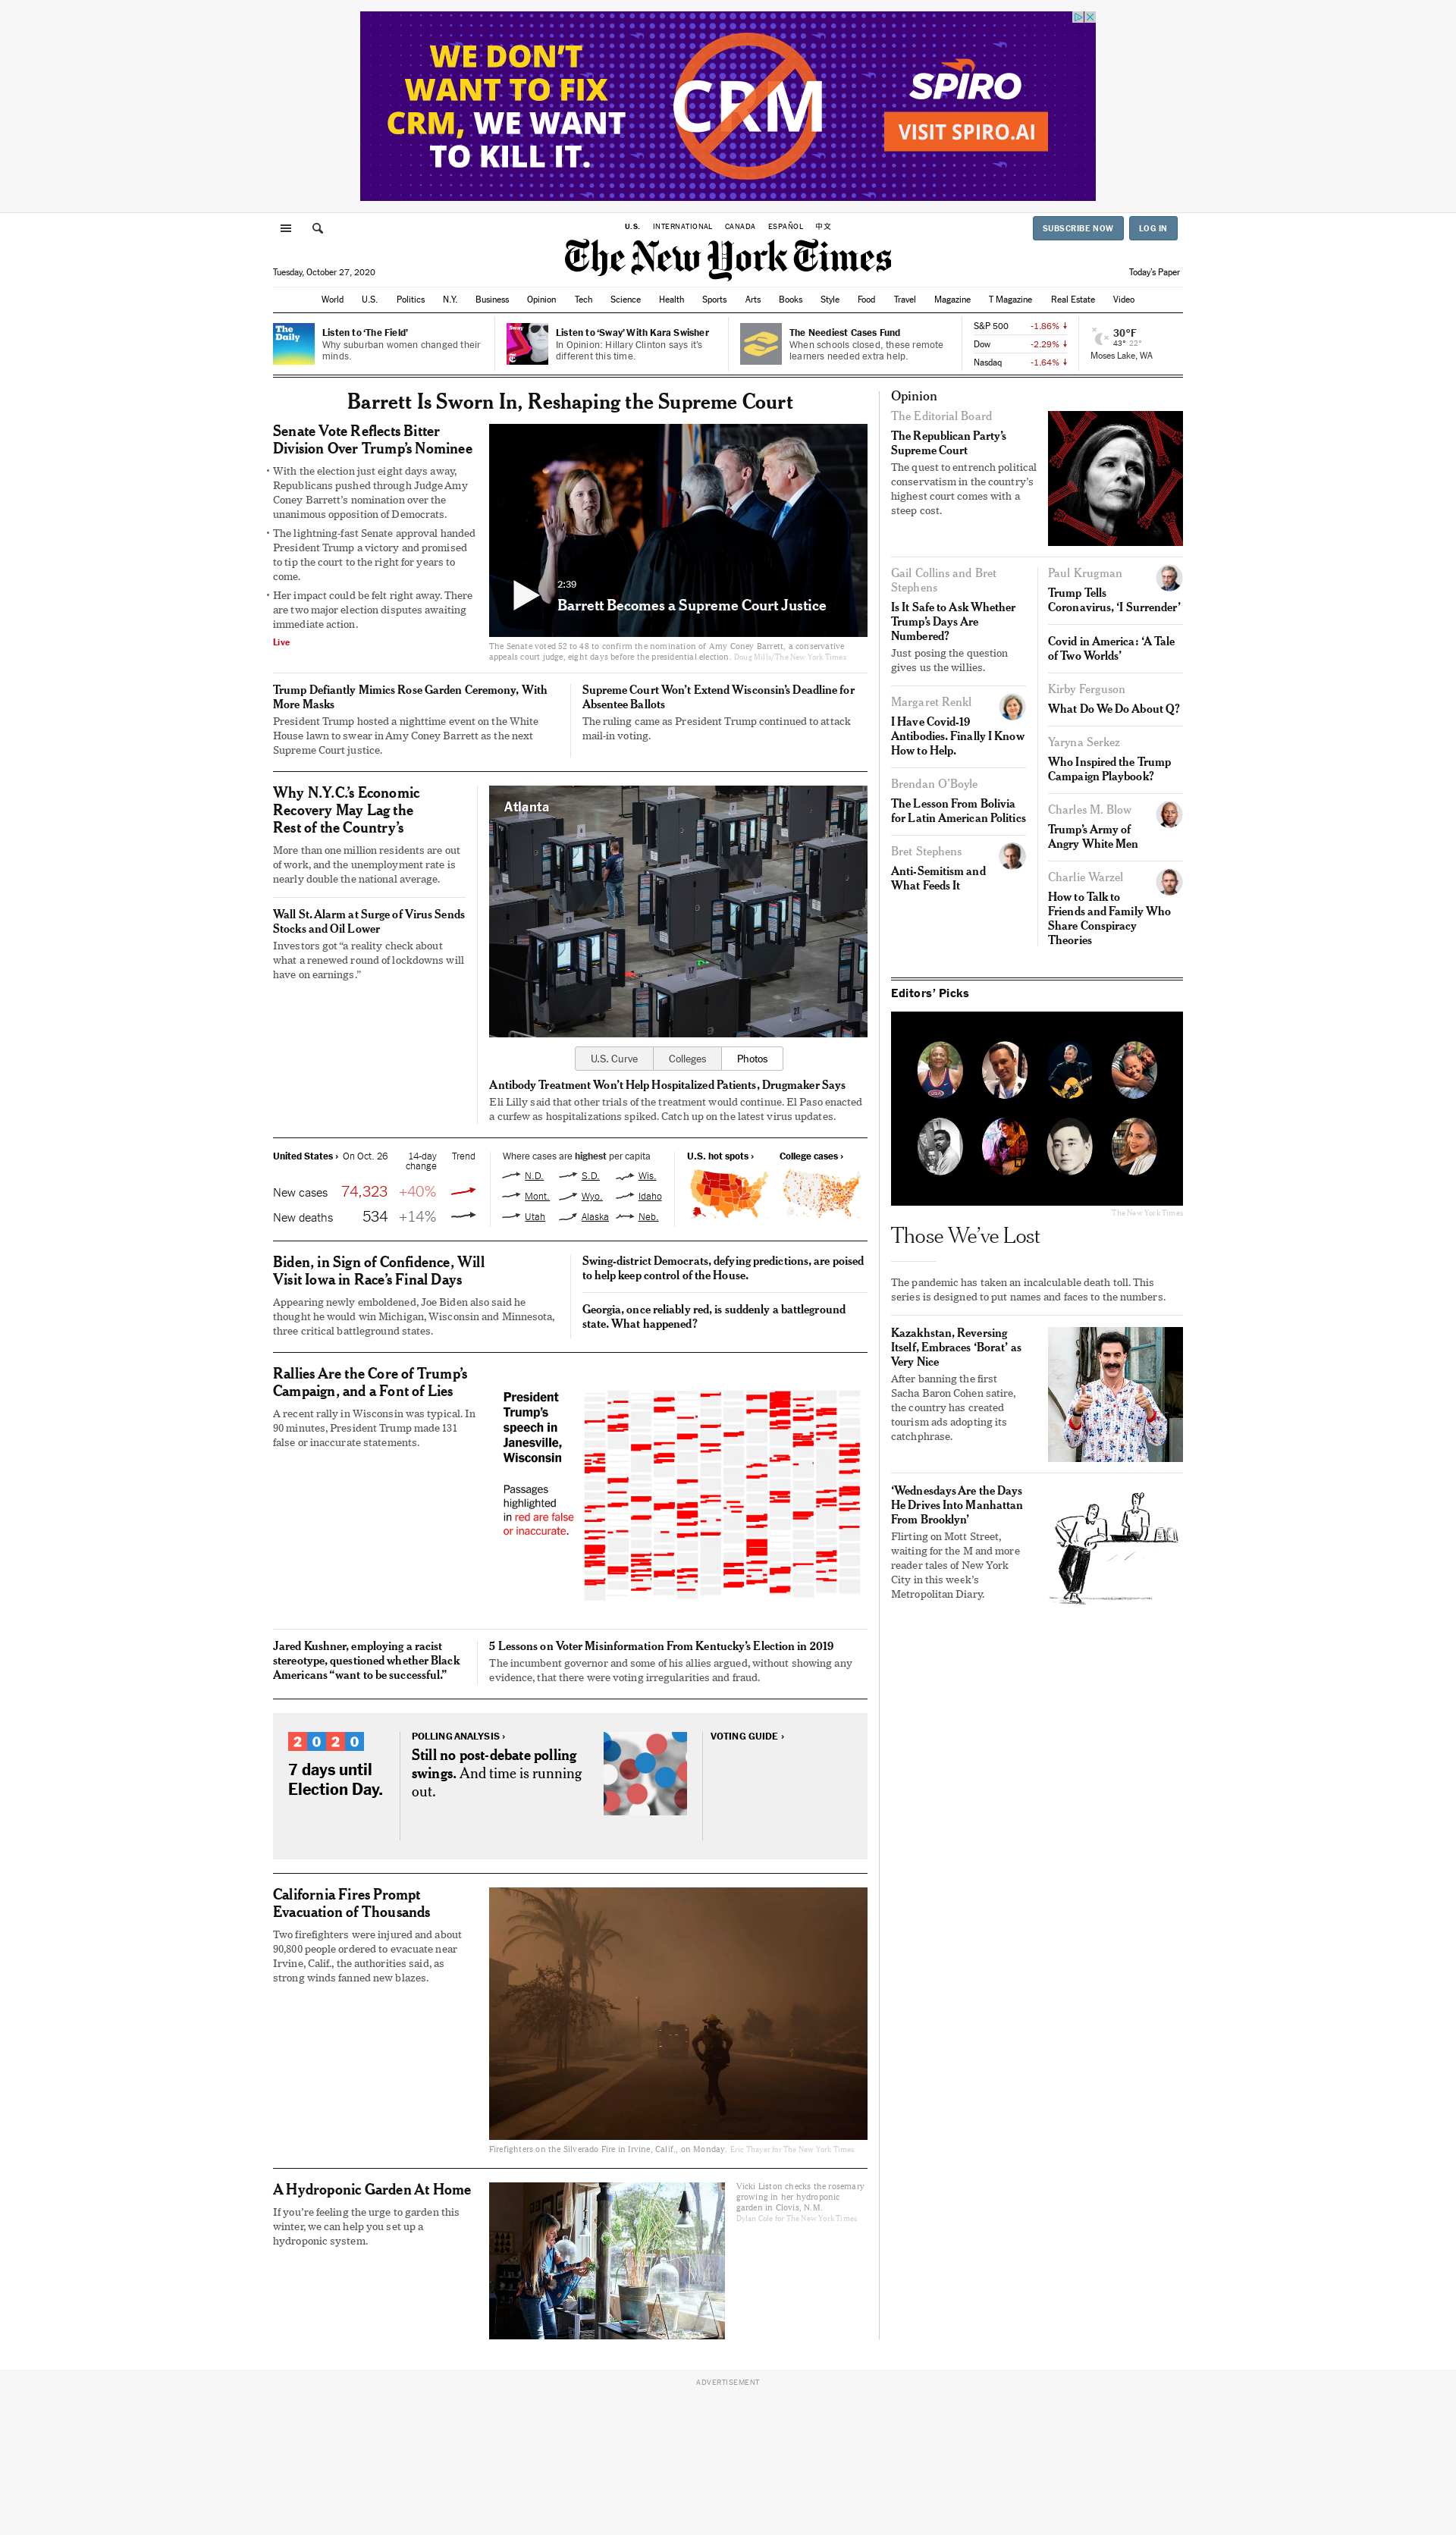 WE DON'T
WANT TO FIX
CRM, WE WANT
TO KILL IT.
CRM
SPIRO
VISIT SPIRO.AI
U.S. INTERNATIONAL CANADA ESPAÑOL 中文
SUBSCRIBE NOW LOG IN
The New York Times
Tuesday, October 27, 2020
Today's Paper
World U.S. Politics N.Y. Business Opinion Tech Science Health Sports Arts Books Style Food Travel Magazine T Magazine Real Estate Video
The
Daily
Listen to 'The Field'
Why suburban women changed their
minds.
Sway
Listen to 'Sway' With Kara Swisher
In Opinion: Hillary Clinton says it's
different this time.
The Neediest Cases Fund
When schools closed, these remote
learners needed extra help.
S&P 500 -1.86%
Dow -2.29%
Nasdaq -1.64%
30°F
43° 22°
Moses Lake, WA
Barrett Is Sworn In, Reshaping the Supreme Court
Senate Vote Reflects Bitter
Division Over Trump's Nominee
• With the election just eight days away,
Republicans pushed through Judge Amy
Coney Barrett's nomination over the
unanimous opposition of Democrats.
• The lightning-fast Senate approval handed
President Trump a victory and promised
to tip the court to the right for years to
come.
• Her impact could be felt right away. There
are two major election disputes awaiting
immediate action.
Live
2:39
Barrett Becomes a Supreme Court Justice
The Senate voted 52 to 48 to confirm the nomination of Amy Coney Barrett, a conservative
appeals court judge, eight days before the presidential election. Doug Mills/The New York Times
Trump Defiantly Mimics Rose Garden Ceremony, With
More Masks
President Trump hosted a nighttime event on the White
House lawn to swear in Amy Coney Barrett as the next
Supreme Court justice.
Supreme Court Won't Extend Wisconsin's Deadline for
Absentee Ballots
The ruling came as President Trump continued to attack
mail-in voting.
Why N.Y.C.'s Economic
Recovery May Lag the
Rest of the Country's
More than one million residents are out
of work, and the unemployment rate is
nearly double the national average.
Wall St. Alarm at Surge of Virus Sends
Stocks and Oil Lower
Investors got "a reality check about
what a renewed round of lockdowns will
have on earnings."
Atlanta
U.S. Curve Colleges Photos
Antibody Treatment Won't Help Hospitalized Patients, Drugmaker Says
Eli Lilly said that other trials of the treatment would continue. El Paso enacted
a curfew as hospitalizations spiked. Catch up on the latest virus updates.
United States › On Oct. 26 14-day
change Trend
New cases 74,323 +40%
New deaths 534 +14%
Where cases are highest per capita
N.D. S.D. Wis.
Mont. Wyo. Idaho
Utah Alaska Neb.
U.S. hot spots › College cases ›
Biden, in Sign of Confidence, Will
Visit Iowa in Race's Final Days
Appearing newly emboldened, Joe Biden also said he
thought he would win Michigan, Wisconsin and Minnesota,
three critical battleground states.
Swing-district Democrats, defying predictions, are poised
to help keep control of the House.
Georgia, once reliably red, is suddenly a battleground
state. What happened?
Rallies Are the Core of Trump's
Campaign, and a Font of Lies
A recent rally in Wisconsin was typical. In
90 minutes, President Trump made 131
false or inaccurate statements.
President
Trump's
speech in
Janesville,
Wisconsin
Passages
highlighted
in red are false
or inaccurate.
Jared Kushner, employing a racist
stereotype, questioned whether Black
Americans "want to be successful."
5 Lessons on Voter Misinformation From Kentucky's Election in 2019
The incumbent governor and some of his allies argued, without showing any
evidence, that there were voting irregularities and fraud.
2020
7 days until
Election Day.
POLLING ANALYSIS ›
Still no post-debate polling
swings. And time is running
out.
VOTING GUIDE ›
California Fires Prompt
Evacuation of Thousands
Two firefighters were injured and about
90,800 people ordered to evacuate near
Irvine, Calif., the authorities said, as
strong winds fanned new blazes.
Firefighters on the Silverado Fire in Irvine, Calif., on Monday. Eric Thayer for The New York Times
A Hydroponic Garden At Home
If you're feeling the urge to garden this
winter, we can help you set up a
hydroponic system.
Vicki Liston checks the rosemary
growing in her hydroponic
garden in Clovis, N.M.
Dylan Cole for The New York Times
Opinion
The Editorial Board
The Republican Party's
Supreme Court
The quest to entrench political
conservatism in the country's
highest court comes with a
steep cost.
Gail Collins and Bret
Stephens
Is It Safe to Ask Whether
Trump's Days Are
Numbered?
Just posing the question
gives us the willies.
Margaret Renkl
I Have Covid-19
Antibodies. Finally I Know
How to Help.
Brendan O'Boyle
The Lesson From Bolivia
for Latin American Politics
Bret Stephens
Anti-Semitism and
What Feeds It
Paul Krugman
Trump Tells
Coronavirus, 'I Surrender'
Covid in America: 'A Tale
of Two Worlds'
Kirby Ferguson
What Do We Do About Q?
Yaryna Serkez
Who Inspired the Trump
Campaign Playbook?
Charles M. Blow
Trump's Army of
Angry White Men
Charlie Warzel
How to Talk to
Friends and Family Who
Share Conspiracy
Theories
Editors' Picks
The New York Times
Those We've Lost
The pandemic has taken an incalculable death toll. This
series is designed to put names and faces to the numbers.
Kazakhstan, Reversing
Itself, Embraces 'Borat' as
Very Nice
After banning the first
Sacha Baron Cohen satire,
the country has created
tourism ads adopting its
catchphrase.
'Wednesdays Are the Days
He Drives Into Manhattan
From Brooklyn'
Flirting on Mott Street,
waiting for the M and more
reader tales of New York
City in this week's
Metropolitan Diary.
ADVERTISEMENT